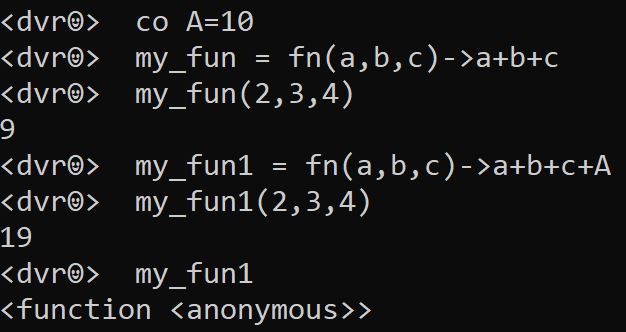 <dvr☻>  co A=10
<dvr☻>  my_fun = fn(a,b,c)->a+b+c
<dvr☻>  my_fun(2,3,4)
9
<dvr☻>  my_fun1 = fn(a,b,c)->a+b+c+A
<dvr☻>  my_fun1(2,3,4)
19
<dvr☻>  my_fun1
<function <anonymous>>